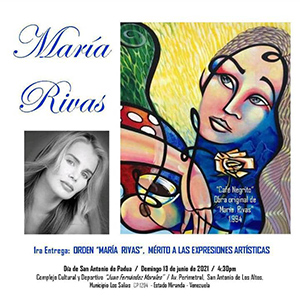 María
Rivas
"Café Negrito"
Obra original de
"María Rivas"
1994
1ra Entrega: ORDEN "MARÍA RIVAS", MÉRITO A LAS EXPRESIONES ARTÍSTICAS
Día de San Antonio de Padua / Domingo 13 de junio de 2021 / 4:30pm
Complejo Cultural y Deportivo "Juan Fernández Morales" / Av. Perimetral, San Antonio de Los Altos.
Municipio Los Salias GP1204 - Estado Miranda - Venezuela